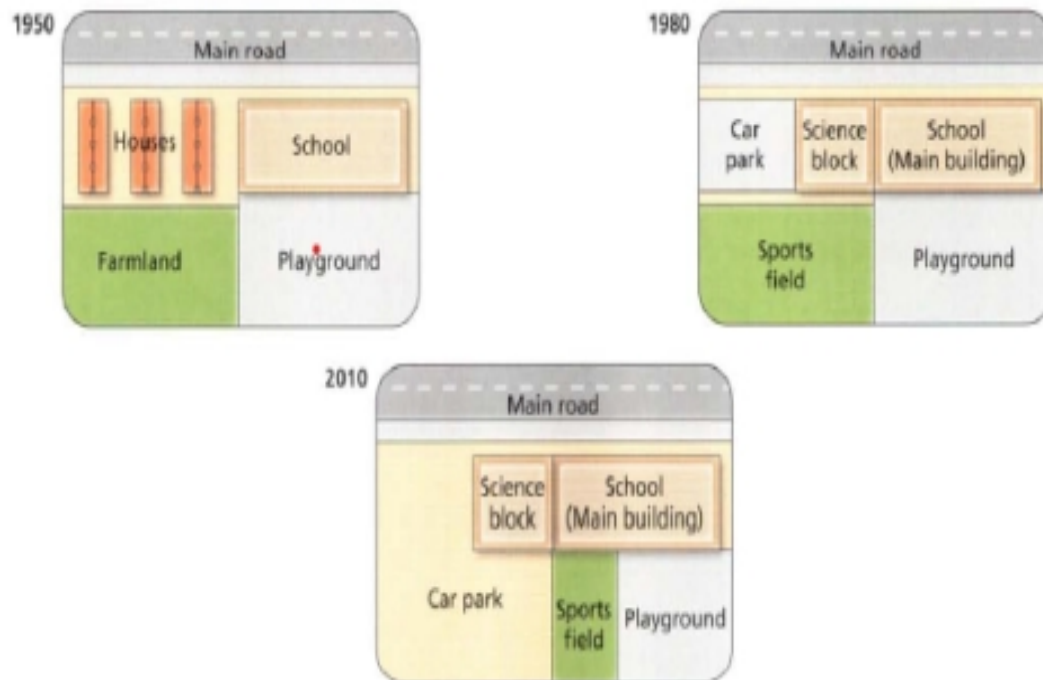 1950
Main road
Houses
School
Farmland
Playground
1980
Main road
Car
park
Science
block
School
(Main building)
Sports
field
Playground
2010
Main road
Science
block
School
(Main building)
Car park
Sports
field
Playground